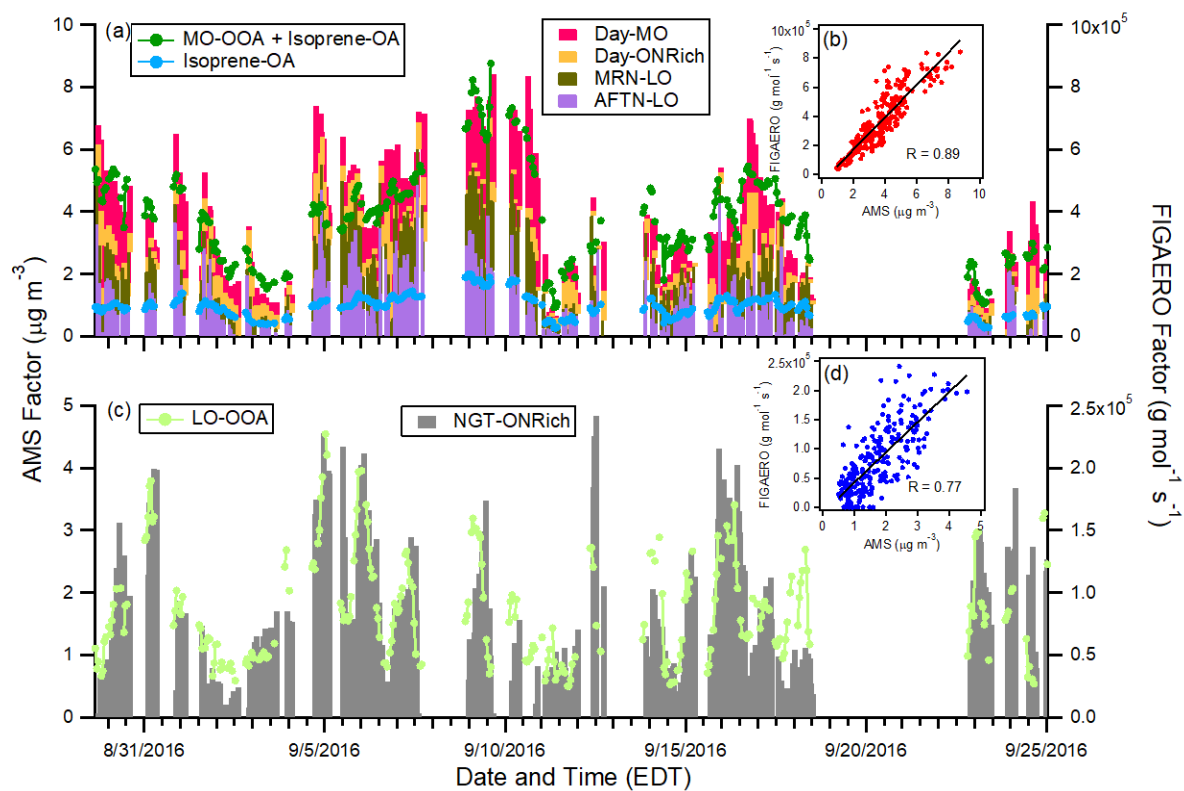 (a)
MO-OOA + Isoprene-OA
Isoprene-OA
Day-MO
Day-ONRich
MRN-LO
AFTN-LO
10
8
6
4
2
0
10x10⁵
8
6
4
2
0
(b)
10x10⁵
8
6
4
2
0
FIGAERO (g mol⁻¹ s⁻¹)
R = 0.89
2 4 6 8 10
AMS (μg m⁻³)
AMS Factor (μg m⁻³)
FIGAERO Factor (g mol⁻¹ s⁻¹)
(c)
LO-OOA
NGT-ONRich
5
4
3
2
1
0
2.5x10⁵
2.0
1.5
1.0
0.5
0.0
(d)
2.5x10⁵
2.0
1.5
1.0
0.5
0.0
FIGAERO (g mol⁻¹ s⁻¹)
R = 0.77
0 1 2 3 4 5
AMS (μg m⁻³)
8/31/2016 9/5/2016 9/10/2016 9/15/2016 9/20/2016 9/25/2016
Date and Time (EDT)